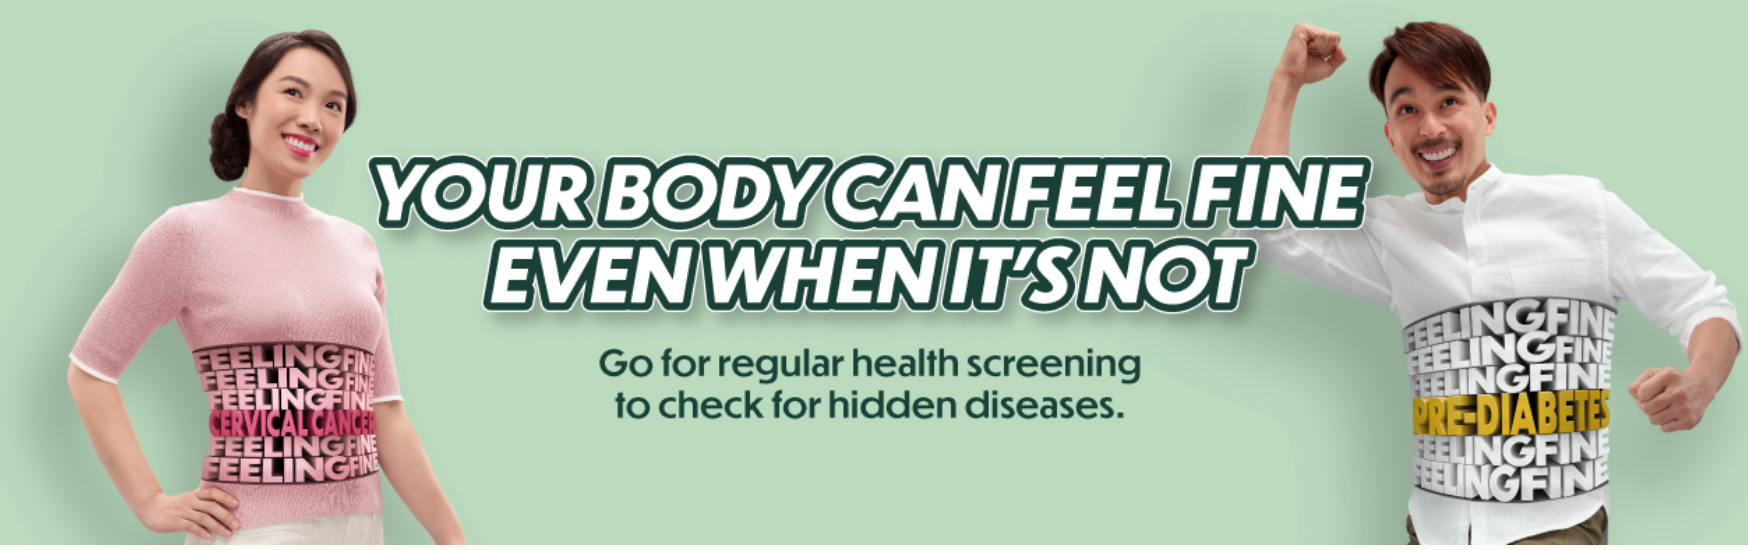 YOUR BODY CAN FEEL FINE
EVEN WHEN IT'S NOT
Go for regular health screening
to check for hidden diseases.
FEELINGFINE
FEELINGFINE
FEELINGFINE
CERVICAL CANCER
FEELINGFINE
FEELINGFINE
FEELINGFINE
FEELINGFINE
FEELINGFINE
PRE-DIABETES
FEELINGFINE
FEELINGFINE